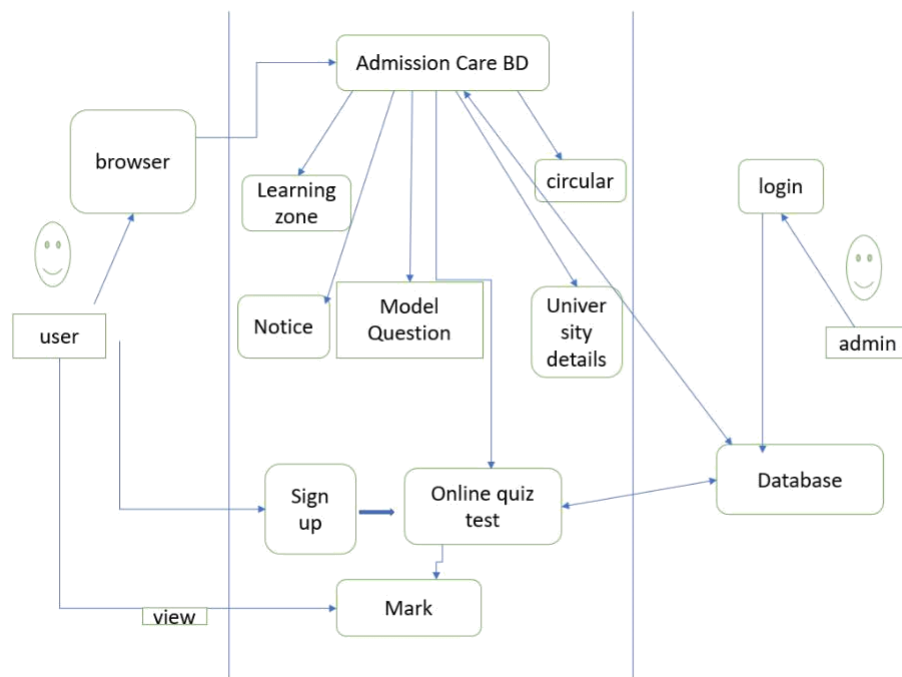 Admission Care BD
browser
Learning
zone
circular
login
user
Notice
Model
Question
Univer
sity
details
admin
Sign
up
Online quiz
test
Database
Mark
view